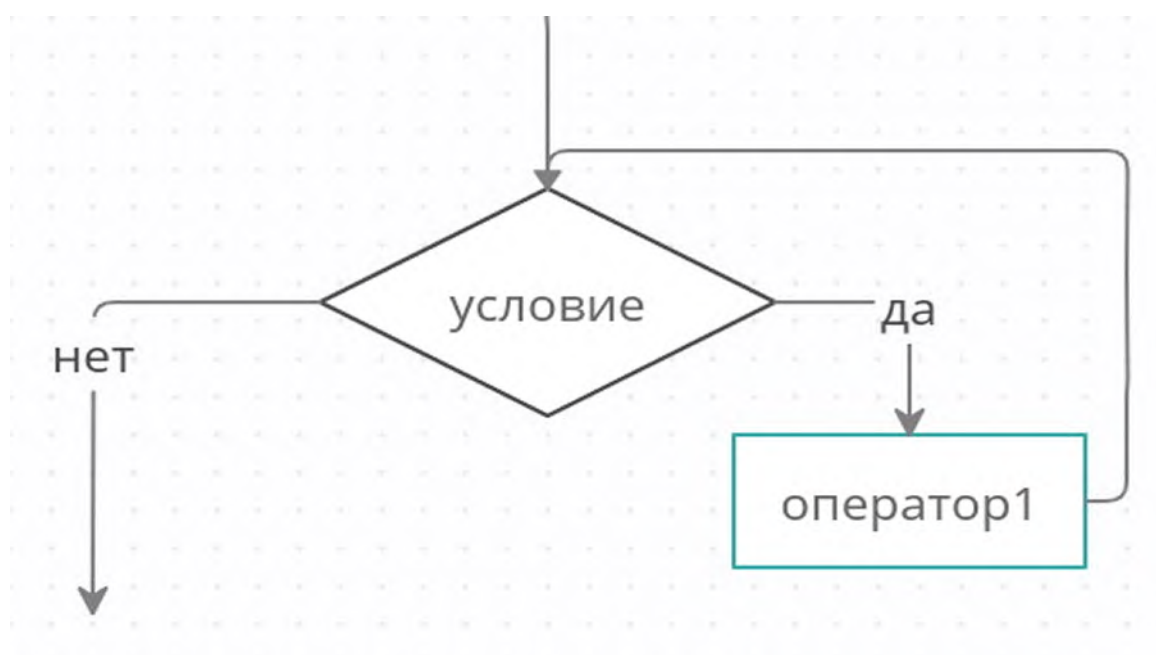 условие
да
нет
оператор1